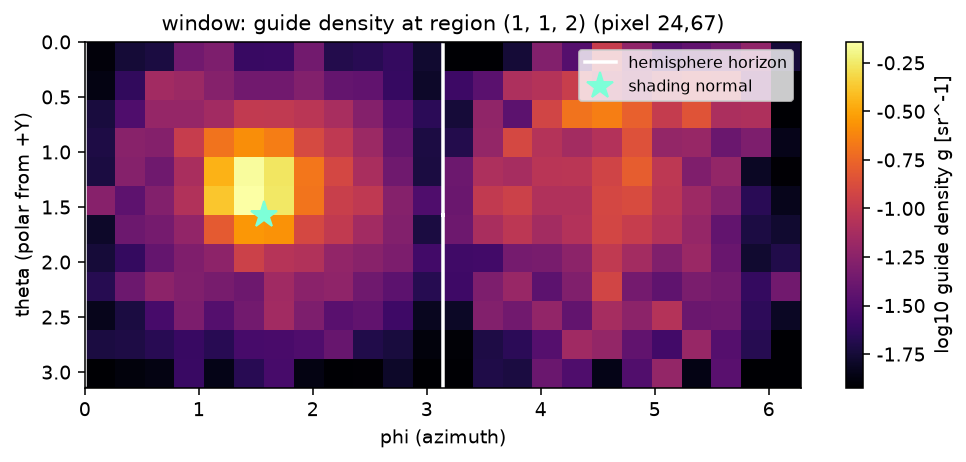 window: guide density at region (1, 1, 2) (pixel 24,67)
hemisphere horizon
shading normal
theta (polar from +Y)
0.0
0.5
1.0
1.5
2.0
2.5
3.0
0 1 2 3 4 5 6
phi (azimuth)
-0.25
-0.50
-0.75
-1.00
-1.25
-1.50
-1.75
log10 guide density g [sr^-1]